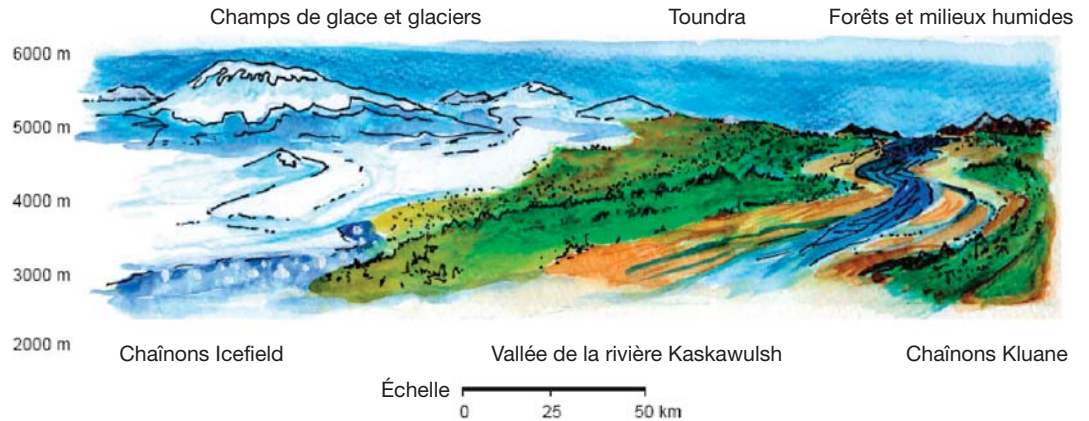 Champs de glace et glaciers Toundra Forêts et milieux humides
6000 m
5000 m
4000 m
3000 m
2000 m
Chaînons Icefield Vallée de la rivière Kaskawulsh Chaînons Kluane
Échelle
0 25 50 km